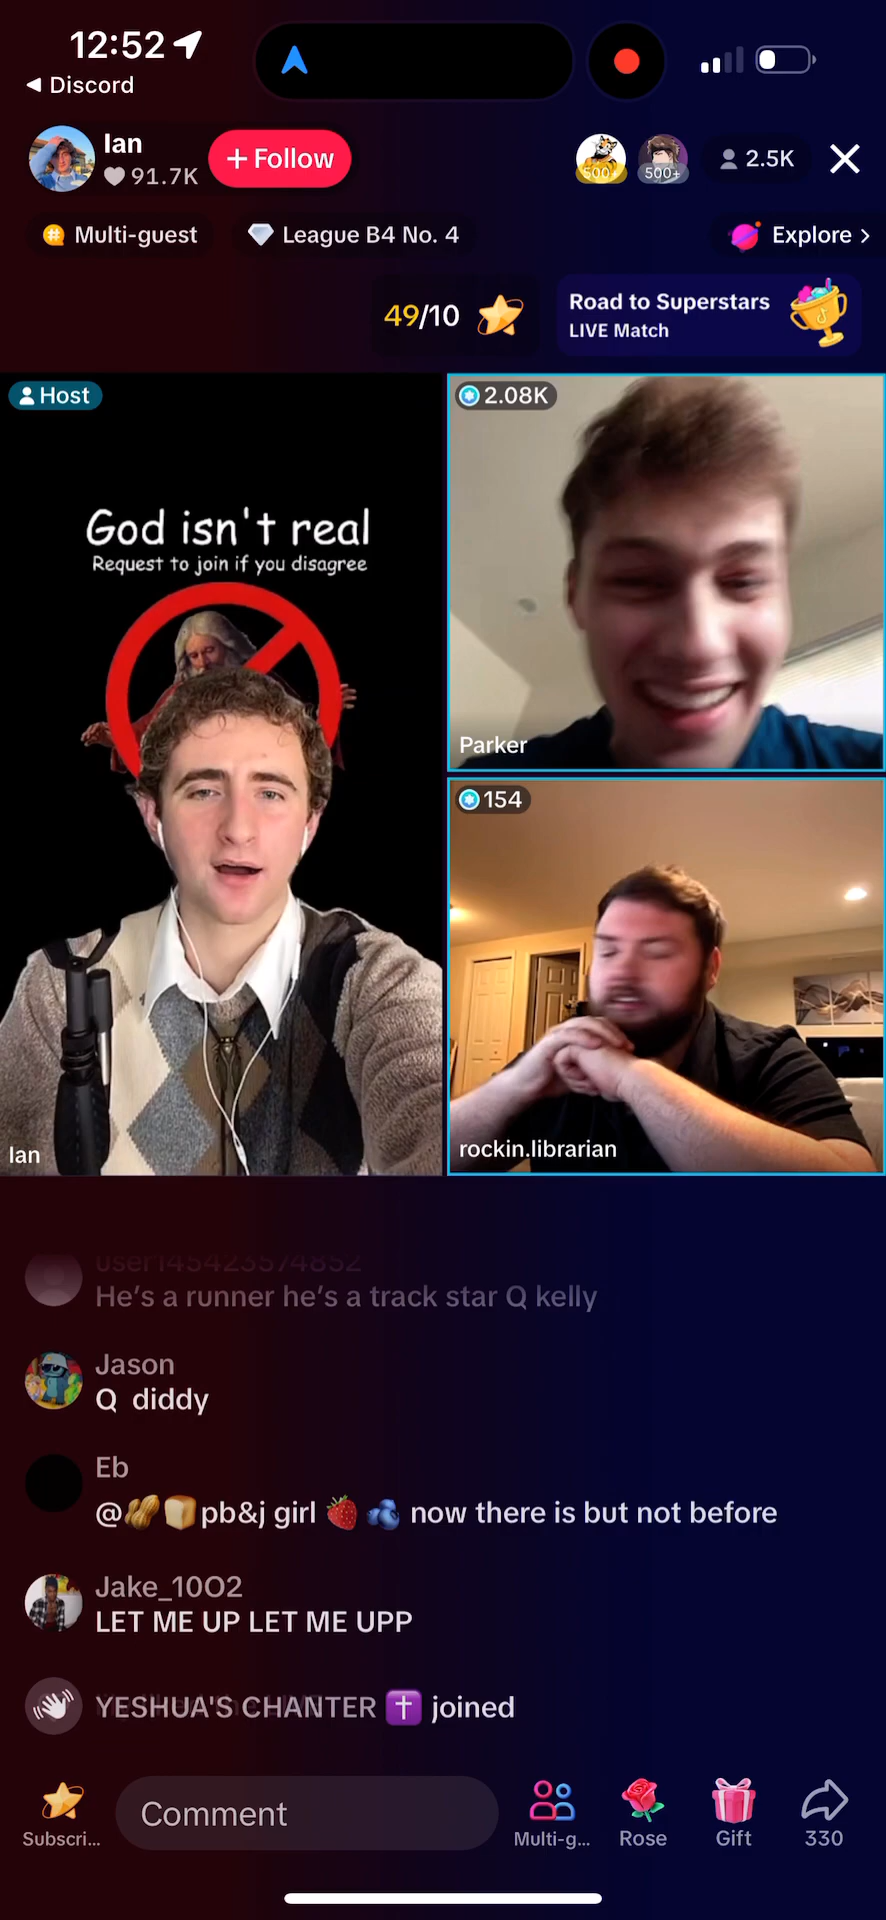 12:52
Discord
Ian
91.7K
+ Follow
500+
500+
2.5K
Multi-guest
League B4 No. 4
Explore >
49/10
Road to Superstars
LIVE Match
Host
2.08K
God isn't real
Request to join if you disagree
Parker
154
Ian
rockin.librarian
user145423574852
He's a runner he's a track star Q kelly
Jason
Q diddy
Eb
@🥜🍞pb&j girl 🍓🫐 now there is but not before
Jake_10O2
LET ME UP LET ME UPP
YESHUA'S CHANTER ✝️ joined
Subscri...
Comment
Multi-g...
Rose
Gift
330